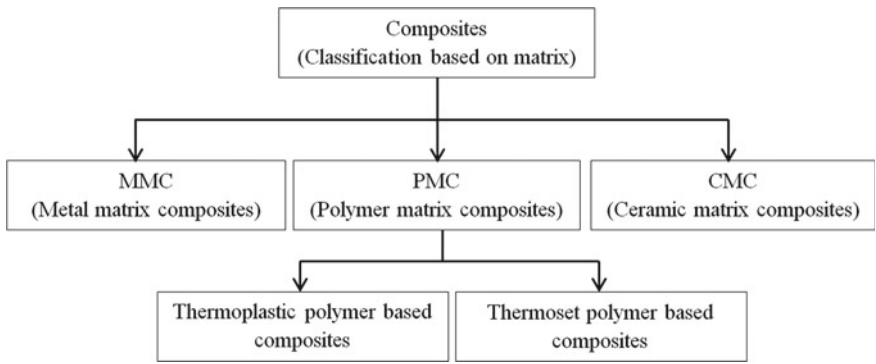 Composites
(Classification based on matrix)
MMC
(Metal matrix composites)
PMC
(Polymer matrix composites)
CMC
(Ceramic matrix composites)
Thermoplastic polymer based
composites
Thermoset polymer based
composites